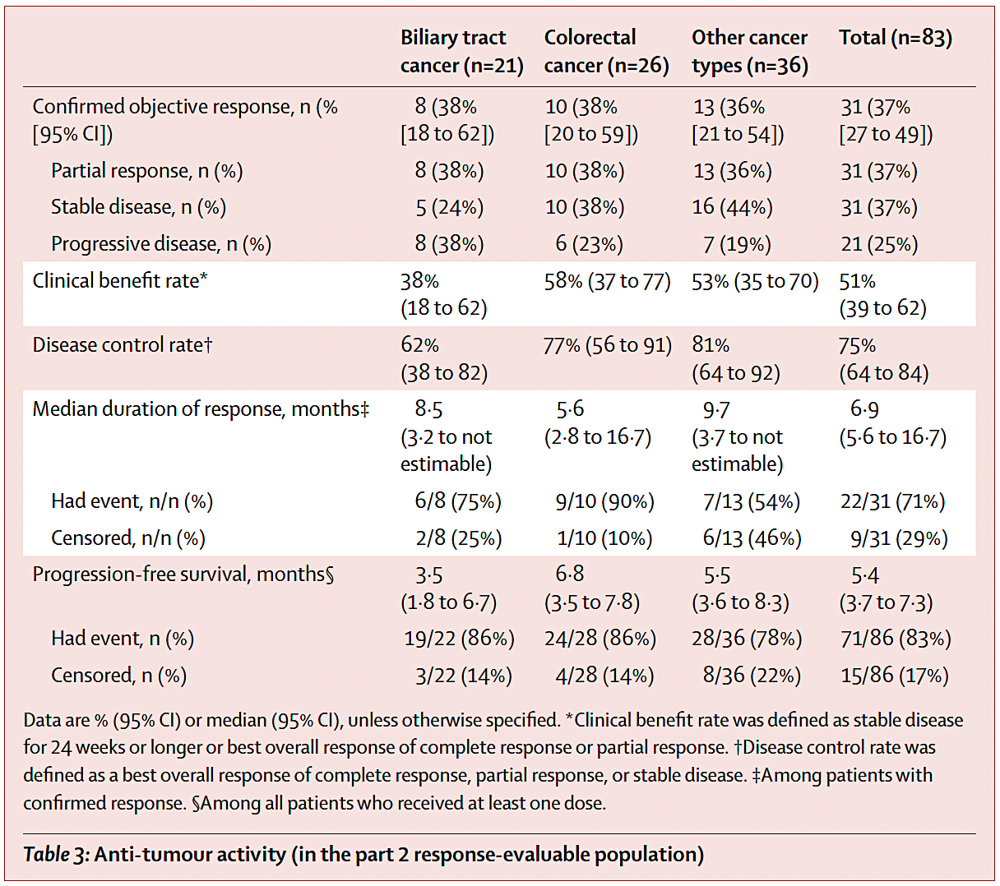 Biliary tract cancer (n=21) Colorectal cancer (n=26) Other cancer types (n=36) Total (n=83)
Confirmed objective response, n (% [95% CI]) 8 (38% [18 to 62]) 10 (38% [20 to 59]) 13 (36% [21 to 54]) 31 (37% [27 to 49])
Partial response, n (%) 8 (38%) 10 (38%) 13 (36%) 31 (37%)
Stable disease, n (%) 5 (24%) 10 (38%) 16 (44%) 31 (37%)
Progressive disease, n (%) 8 (38%) 6 (23%) 7 (19%) 21 (25%)
Clinical benefit rate* 38% (18 to 62) 58% (37 to 77) 53% (35 to 70) 51% (39 to 62)
Disease control rate† 62% (38 to 82) 77% (56 to 91) 81% (64 to 92) 75% (64 to 84)
Median duration of response, months‡ 8·5 (3·2 to not estimable) 5·6 (2·8 to 16·7) 9·7 (3·7 to not estimable) 6·9 (5·6 to 16·7)
Had event, n/n (%) 6/8 (75%) 9/10 (90%) 7/13 (54%) 22/31 (71%)
Censored, n/n (%) 2/8 (25%) 1/10 (10%) 6/13 (46%) 9/31 (29%)
Progression-free survival, months§ 3·5 (1·8 to 6·7) 6·8 (3·5 to 7·8) 5·5 (3·6 to 8·3) 5·4 (3·7 to 7·3)
Had event, n (%) 19/22 (86%) 24/28 (86%) 28/36 (78%) 71/86 (83%)
Censored, n (%) 3/22 (14%) 4/28 (14%) 8/36 (22%) 15/86 (17%)
Data are % (95% CI) or median (95% CI), unless otherwise specified. *Clinical benefit rate was defined as stable disease
for 24 weeks or longer or best overall response of complete response or partial response. †Disease control rate was
defined as a best overall response of complete response, partial response, or stable disease. ‡Among patients with
confirmed response. §Among all patients who received at least one dose.
Table 3: Anti-tumour activity (in the part 2 response-evaluable population)